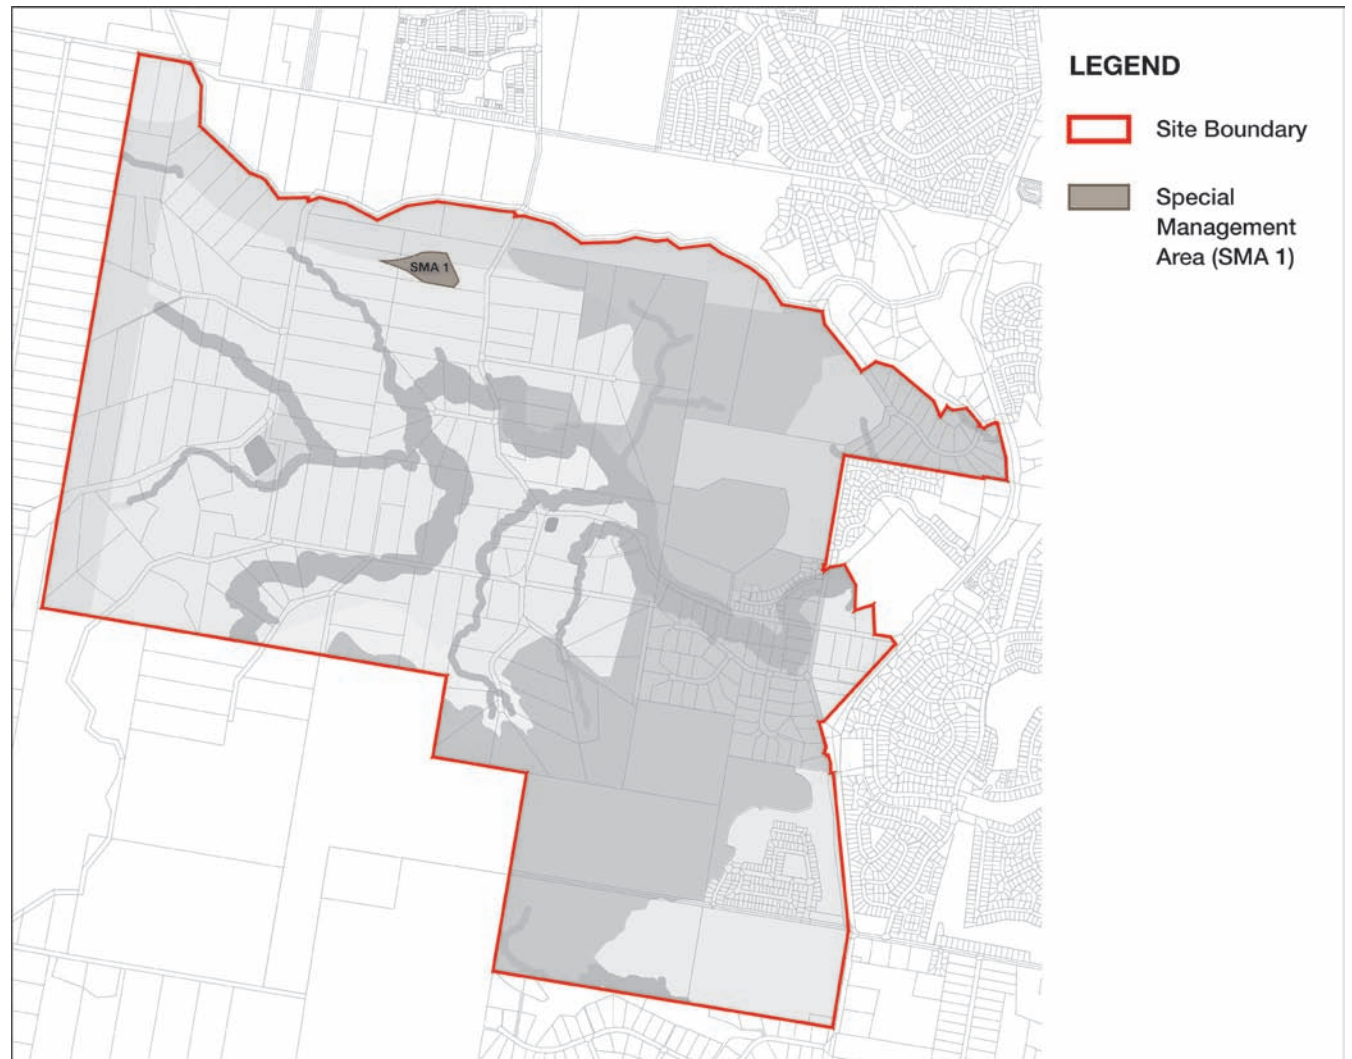 LEGEND
Site Boundary
Special
Management
Area (SMA 1)
SMA 1